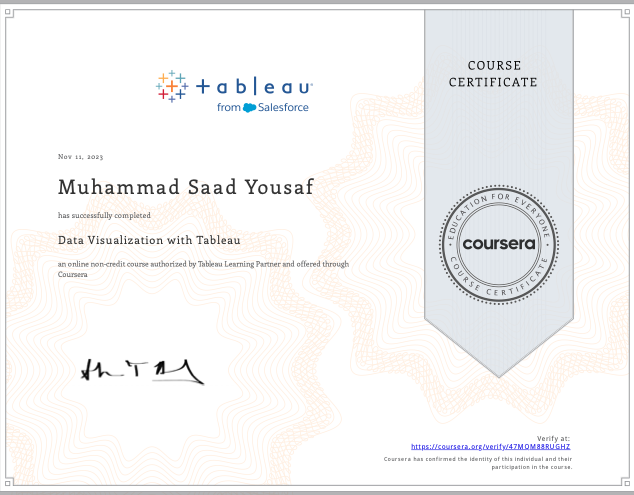 tableau
from Salesforce
COURSE
CERTIFICATE
Nov 11, 2023
Muhammad Saad Yousaf
has successfully completed
Data Visualization with Tableau
an online non-credit course authorized by Tableau Learning Partner and offered through
Coursera
EDUCATION FOR EVERYONE
coursera
COURSE CERTIFICATE
Verify at:
https://coursera.org/verify/47MQM88RUGHZ
Coursera has confirmed the identity of this individual and their
participation in the course.